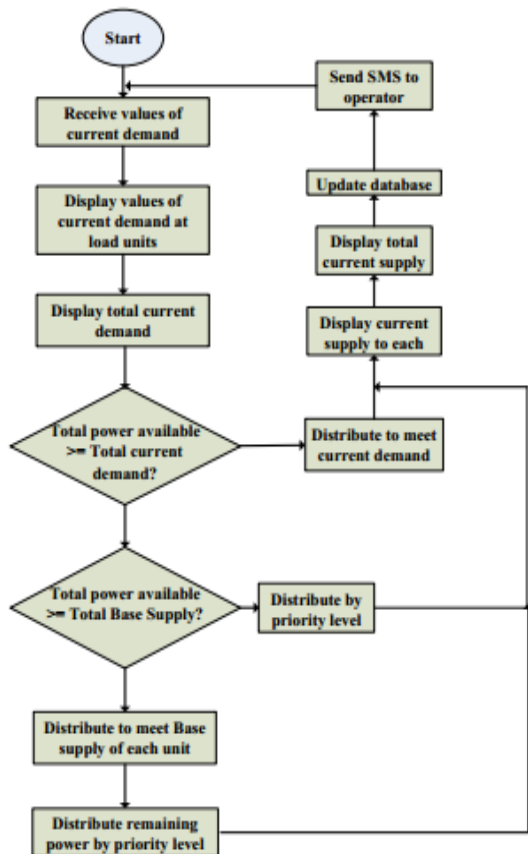 Start
Receive values of
current demand
Display values of
current demand at
load units
Display total current
demand
Total power available
>= Total current
demand?
Distribute to meet
current demand
Total power available
>= Total Base Supply?
Distribute by
priority level
Distribute to meet Base
supply of each unit
Distribute remaining
power by priority level
Display current
supply to each
Display total
current supply
Update database
Send SMS to
operator